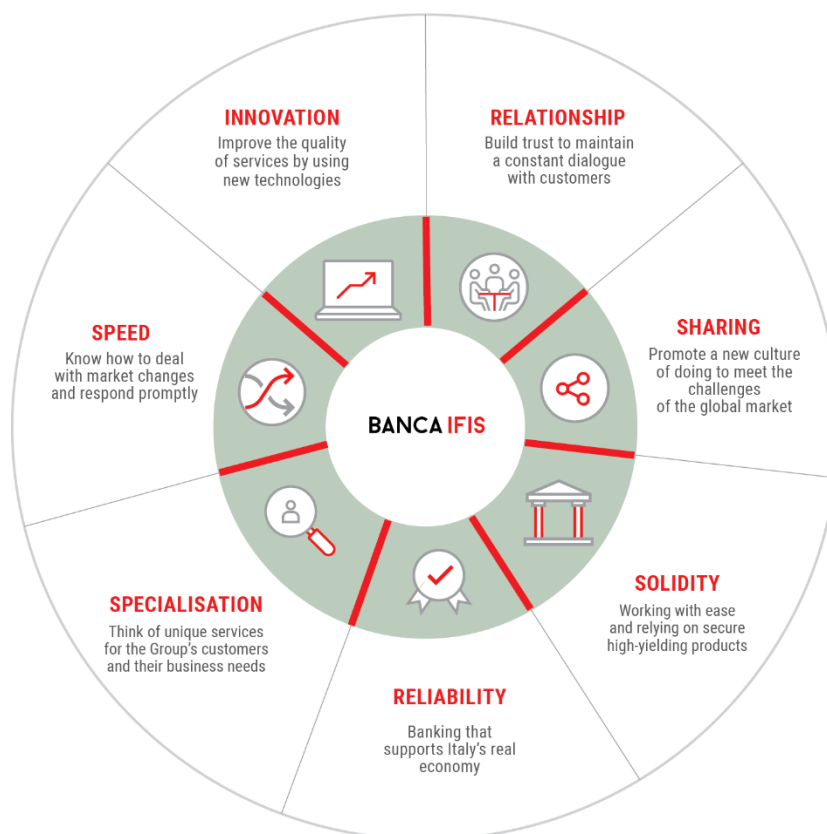 INNOVATION
Improve the quality
of services by using
new technologies
RELATIONSHIP
Build trust to maintain
a constant dialogue
with customers
SHARING
Promote a new culture
of doing to meet the
challenges
of the global market
SOLIDITY
Working with ease
and relying on secure
high-yielding products
RELIABILITY
Banking that
supports Italy's real
economy
SPECIALISATION
Think of unique services
for the Group's customers
and their business needs
SPEED
Know how to deal
with market changes
and respond promptly
BANCA IFIS